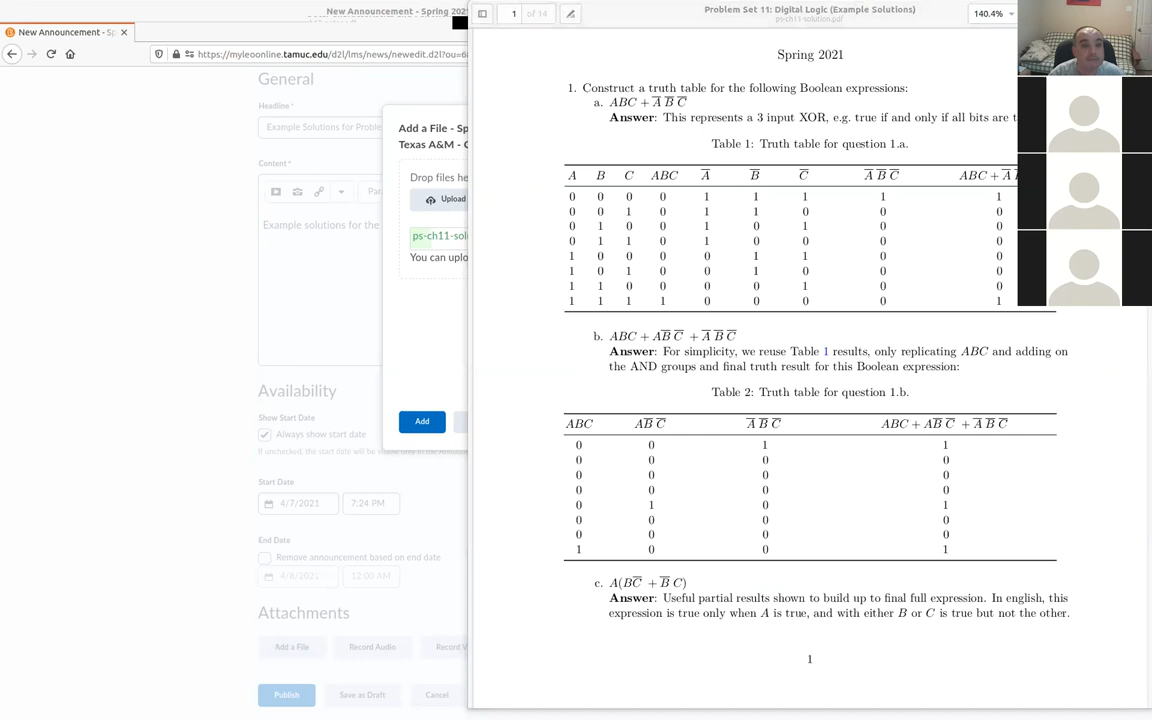 New Announcement - Spring 202
New Announcement - Sp
https://myleoonline.tamuc.edu/d2l/lms/news/newedit.d2l?ou=6
General
Headline *
Example Solutions for Proble
Content *
Par
Example solutions for the
Add a File - Sp
Texas A&M - C
Drop files he
Upload
ps-ch11-sol
You can uplo
Add
Availability
Show Start Date
Always show start date
If unchecked, the start date will be
Start Date
4/7/2021 7:24 PM
End Date
Remove announcement based on end date
4/8/2021 12:00 AM
Attachments
Add a File Record Audio Record V
Publish Save as Draft Cancel
1 of 14 Problem Set 11: Digital Logic (Example Solutions) 140.4%
ps-ch11-solution.pdf
Spring 2021
1. Construct a truth table for the following Boolean expressions:
a. ABC + A̅ B̅ C̅
Answer: This represents a 3 input XOR, e.g. true if and only if all bits are t
Table 1: Truth table for question 1.a.
A B C ABC A̅ B̅ C̅ A̅ B̅ C̅ ABC + A̅ B̅
0 0 0 0 1 1 1 1 1
0 0 1 0 1 1 0 0 0
0 1 0 0 1 0 1 0 0
0 1 1 0 1 0 0 0 0
1 0 0 0 0 1 1 0 0
1 0 1 0 0 1 0 0 0
1 1 0 0 0 0 1 0 0
1 1 1 1 0 0 0 0 1
b. ABC + AB̅ C̅ + A̅ B̅ C̅
Answer: For simplicity, we reuse Table 1 results, only replicating ABC and adding on
the AND groups and final truth result for this Boolean expression:
Table 2: Truth table for question 1.b.
ABC AB̅ C̅ A̅ B̅ C̅ ABC + AB̅ C̅ + A̅ B̅ C̅
0 0 1 1
0 0 0 0
0 0 0 0
0 0 0 0
0 1 0 1
0 0 0 0
0 0 0 0
1 0 0 1
c. A(BC̅ + B̅ C)
Answer: Useful partial results shown to build up to final full expression. In english, this
expression is true only when A is true, and with either B or C is true but not the other.
1